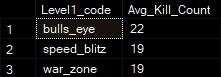 Level1_code Avg_Kill_Count
1 bulls_eye 22
2 speed_blitz 19
3 war_zone 19